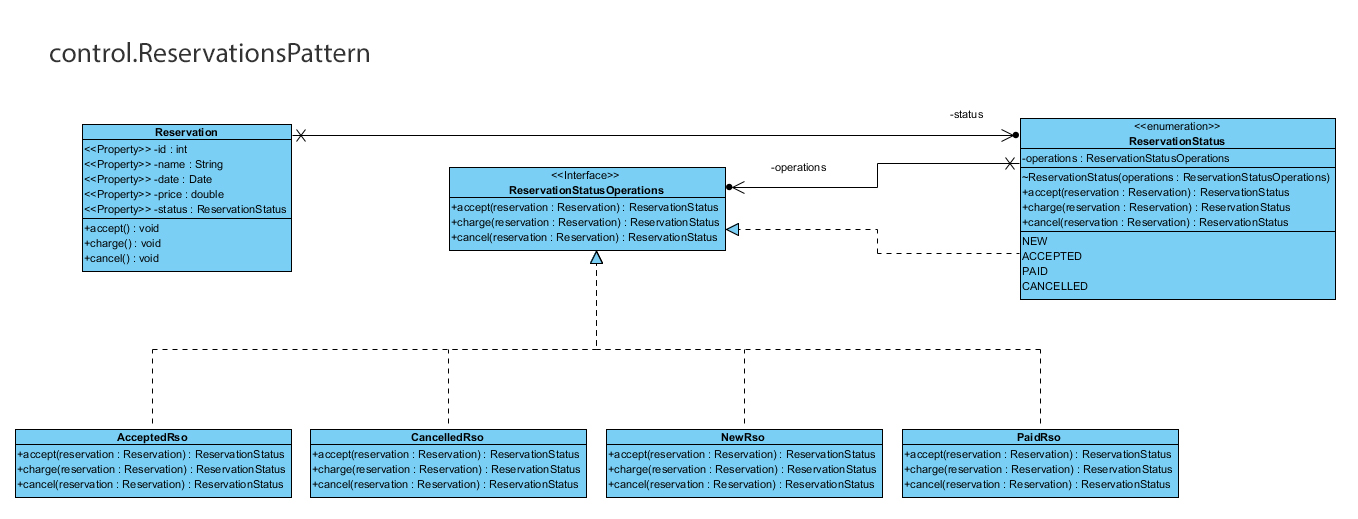 control.ReservationsPattern
-status
Reservation
<<Property>> -id : int
<<Property>> -name : String
<<Property>> -date : Date
<<Property>> -price : double
<<Property>> -status : ReservationStatus
+accept() : void
+charge() : void
+cancel() : void
-operations
<<Interface>>
ReservationStatusOperations
+accept(reservation : Reservation) : ReservationStatus
+charge(reservation : Reservation) : ReservationStatus
+cancel(reservation : Reservation) : ReservationStatus
<<enumeration>>
ReservationStatus
-operations : ReservationStatusOperations
~ReservationStatus(operations : ReservationStatusOperations)
+accept(reservation : Reservation) : ReservationStatus
+charge(reservation : Reservation) : ReservationStatus
+cancel(reservation : Reservation) : ReservationStatus
NEW
ACCEPTED
PAID
CANCELLED
AcceptedRso
+accept(reservation : Reservation) : ReservationStatus
+charge(reservation : Reservation) : ReservationStatus
+cancel(reservation : Reservation) : ReservationStatus
CancelledRso
+accept(reservation : Reservation) : ReservationStatus
+charge(reservation : Reservation) : ReservationStatus
+cancel(reservation : Reservation) : ReservationStatus
NewRso
+accept(reservation : Reservation) : ReservationStatus
+charge(reservation : Reservation) : ReservationStatus
+cancel(reservation : Reservation) : ReservationStatus
PaidRso
+accept(reservation : Reservation) : ReservationStatus
+charge(reservation : Reservation) : ReservationStatus
+cancel(reservation : Reservation) : ReservationStatus